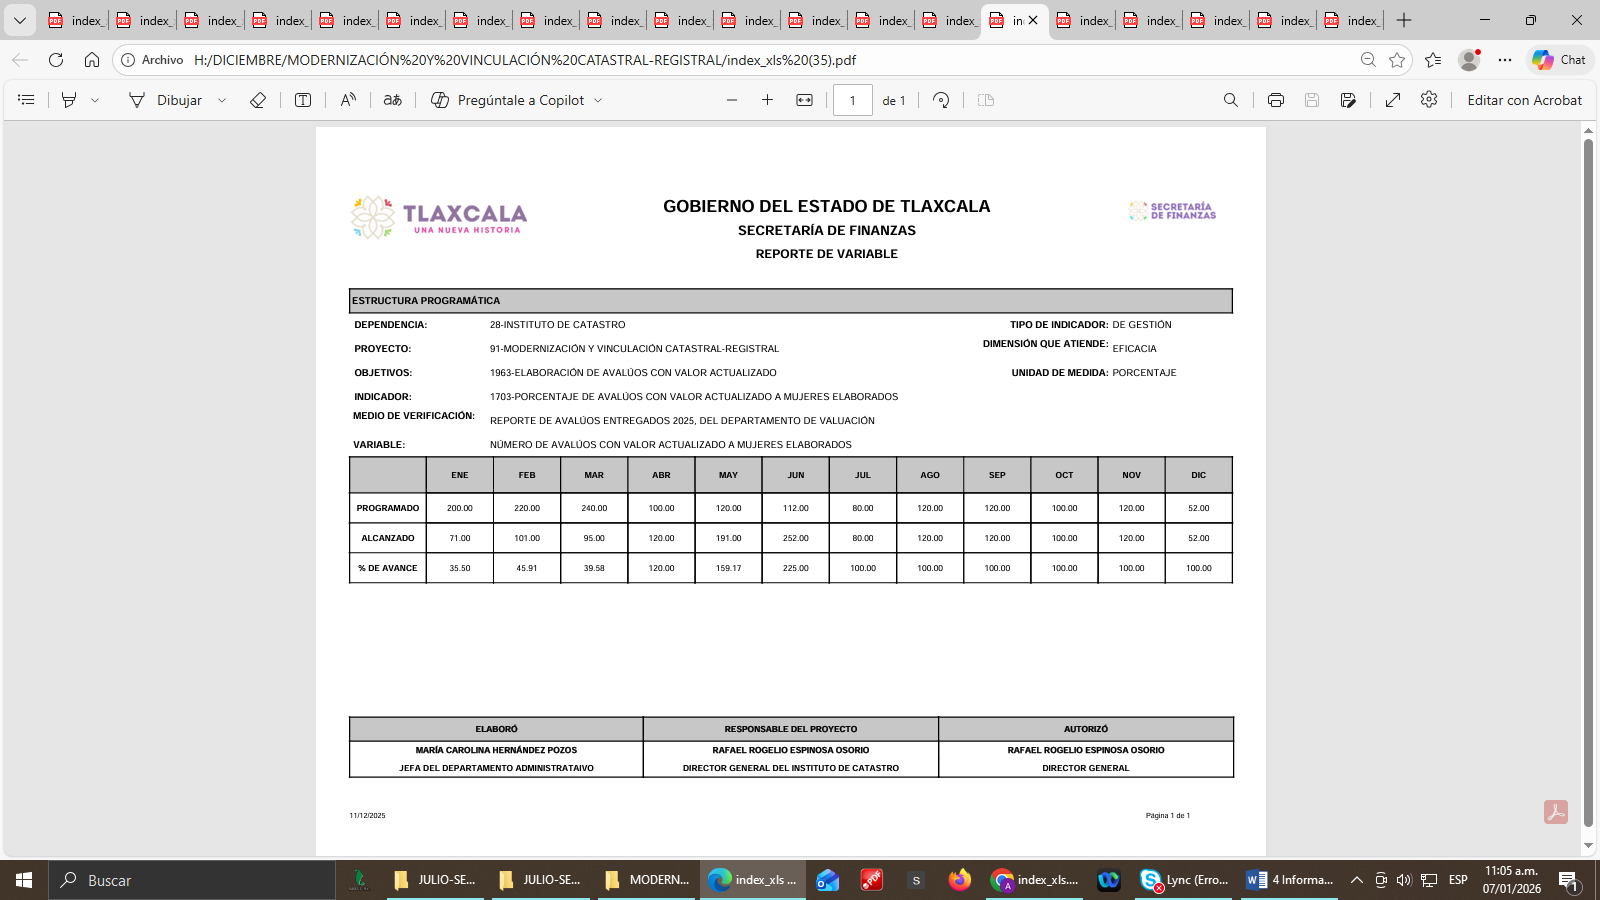 index_ index_ index_ index_ index_ index_ index_ index_ index_ index_ index_ index_ index_ index_ in index_ index_ index_ index_ index_
Archivo H:/DICIEMBRE/MODERNIZACIÓN%20Y%20VINCULACIÓN%20CATASTRAL-REGISTRAL/index_xls%20(35).pdf Chat
Dibujar Pregúntale a Copilot 1 de 1 Editar con Acrobat
TLAXCALA
UNA NUEVA HISTORIA
GOBIERNO DEL ESTADO DE TLAXCALA
SECRETARÍA DE FINANZAS
REPORTE DE VARIABLE
SECRETARÍA
DE FINANZAS
ESTRUCTURA PROGRAMÁTICA
DEPENDENCIA: 28-INSTITUTO DE CATASTRO TIPO DE INDICADOR: DE GESTIÓN
PROYECTO: 91-MODERNIZACIÓN Y VINCULACIÓN CATASTRAL-REGISTRAL DIMENSIÓN QUE ATIENDE: EFICACIA
OBJETIVOS: 1963-ELABORACIÓN DE AVALÚOS CON VALOR ACTUALIZADO UNIDAD DE MEDIDA: PORCENTAJE
INDICADOR: 1703-PORCENTAJE DE AVALÚOS CON VALOR ACTUALIZADO A MUJERES ELABORADOS
MEDIO DE VERIFICACIÓN: REPORTE DE AVALÚOS ENTREGADOS 2025, DEL DEPARTAMENTO DE VALUACIÓN
VARIABLE: NÚMERO DE AVALÚOS CON VALOR ACTUALIZADO A MUJERES ELABORADOS
ENE FEB MAR ABR MAY JUN JUL AGO SEP OCT NOV DIC
PROGRAMADO 200.00 220.00 240.00 100.00 120.00 112.00 80.00 120.00 120.00 100.00 120.00 52.00
ALCANZADO 71.00 101.00 95.00 120.00 191.00 252.00 80.00 120.00 120.00 100.00 120.00 52.00
% DE AVANCE 35.50 45.91 39.58 120.00 159.17 225.00 100.00 100.00 100.00 100.00 100.00 100.00
ELABORÓ RESPONSABLE DEL PROYECTO AUTORIZÓ
MARÍA CAROLINA HERNÁNDEZ POZOS RAFAEL ROGELIO ESPINOSA OSORIO RAFAEL ROGELIO ESPINOSA OSORIO
JEFA DEL DEPARTAMENTO ADMINISTRATAIVO DIRECTOR GENERAL DEL INSTITUTO DE CATASTRO DIRECTOR GENERAL
11/12/2025 Página 1 de 1
Buscar JULIO-SE... JULIO-SE... MODERN... index_xls ... index_xls.... Lync (Erro... 4 Informa... ESP 11:05 a.m.
07/01/2026